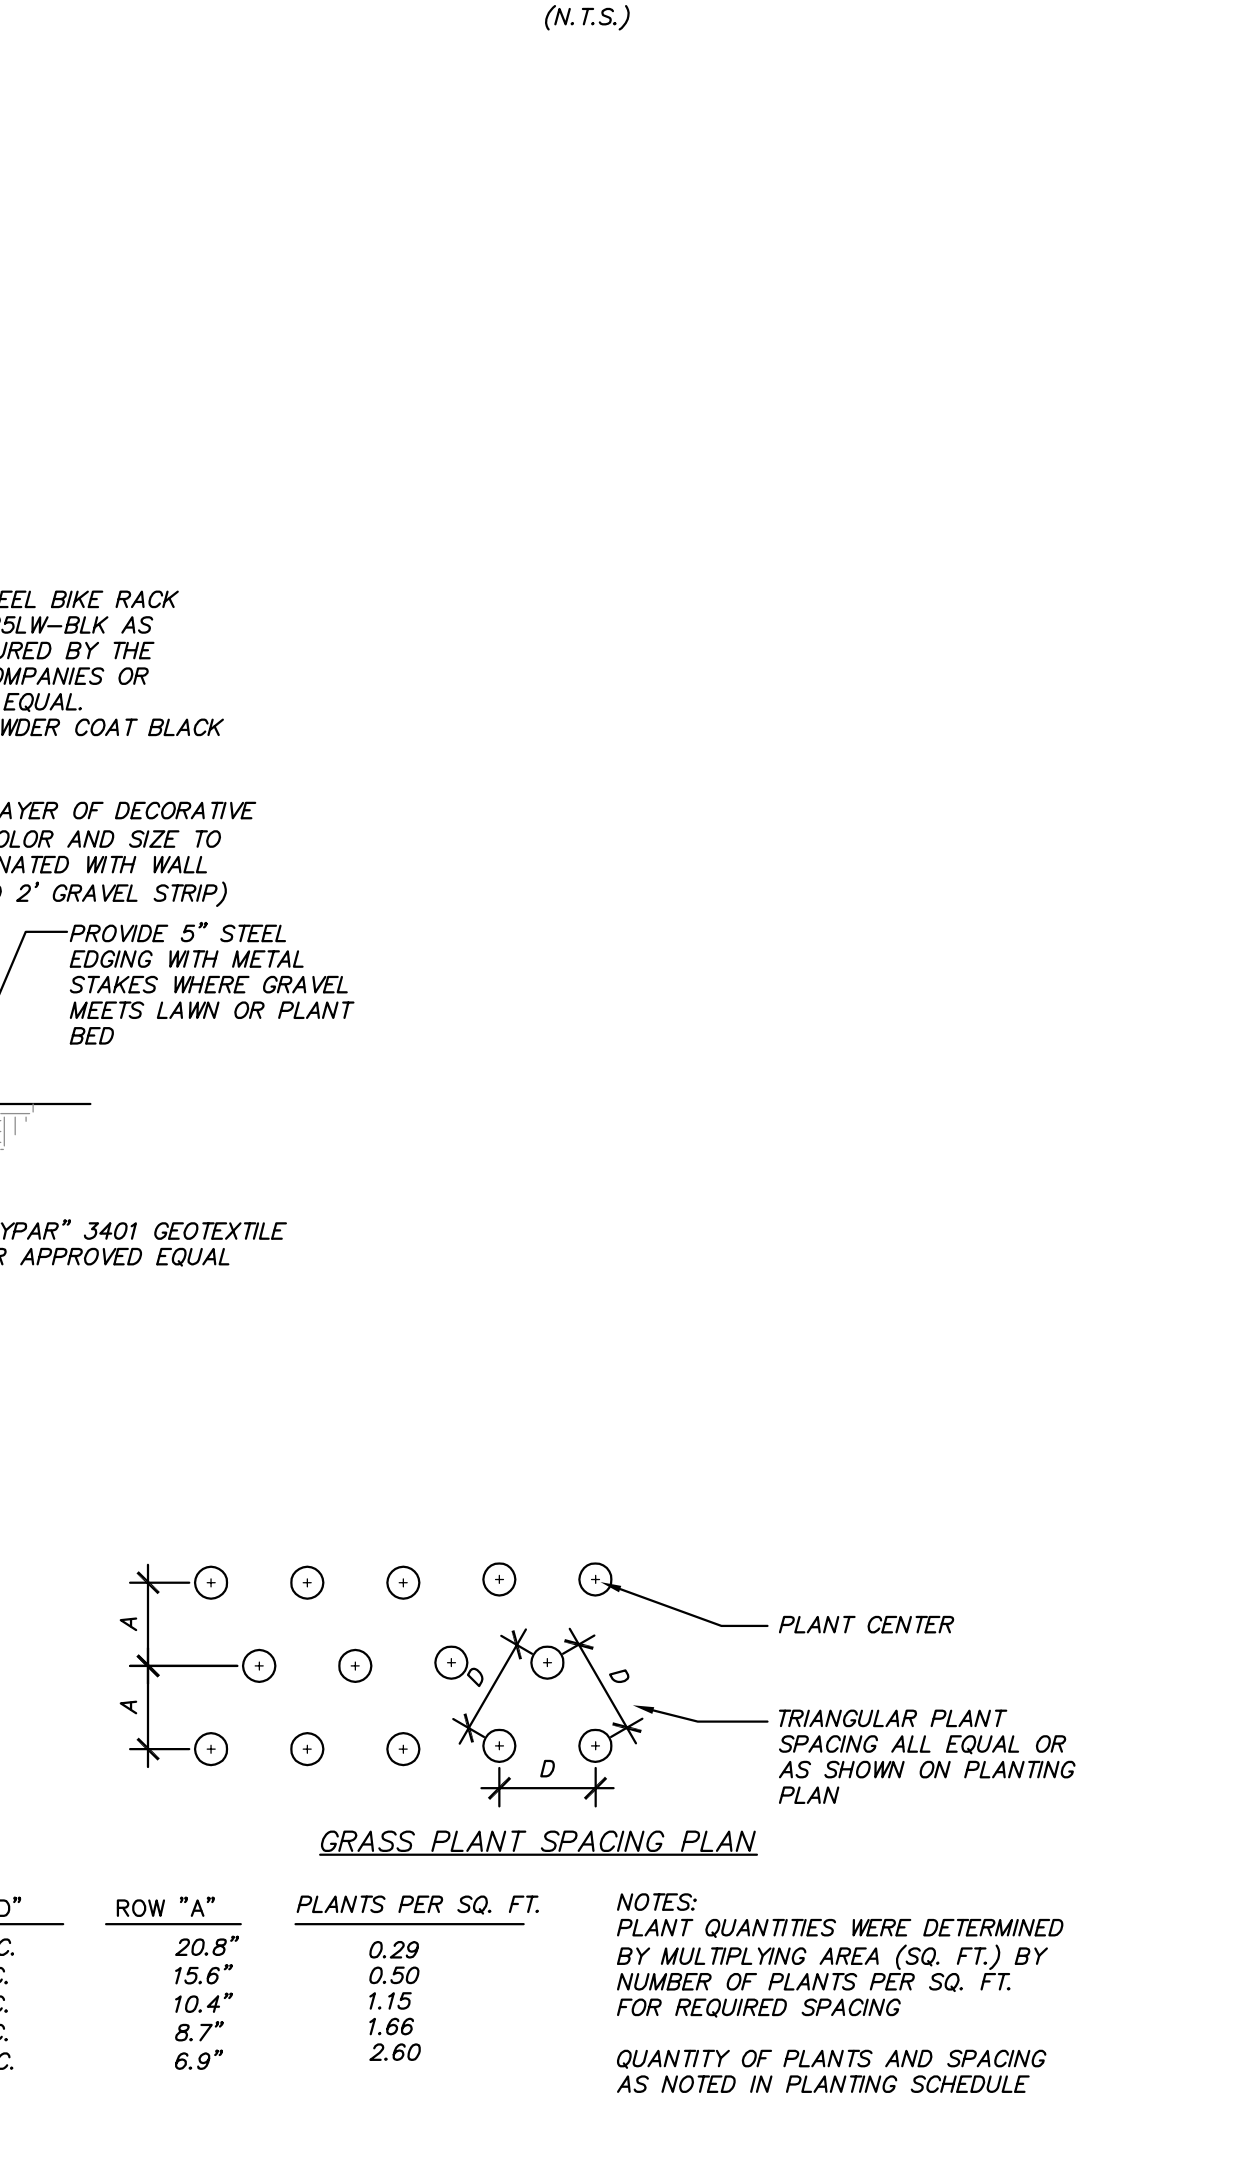 (N.T.S.)
EEL BIKE RACK
5LW-BLK AS
URED BY THE
OMPANIES OR
EQUAL.
WDER COAT BLACK
AYER OF DECORATIVE
OLOR AND SIZE TO
NATED WITH WALL
2' GRAVEL STRIP)
PROVIDE 5" STEEL
EDGING WITH METAL
STAKES WHERE GRAVEL
MEETS LAWN OR PLANT
BED
YPAR" 3401 GEOTEXTILE
R APPROVED EQUAL
A
A
D
D
D
PLANT CENTER
TRIANGULAR PLANT
SPACING ALL EQUAL OR
AS SHOWN ON PLANTING
PLAN
GRASS PLANT SPACING PLAN
D" ROW "A" PLANTS PER SQ. FT.
C. 20.8" 0.29
C. 15.6" 0.50
C. 10.4" 1.15
C. 8.7" 1.66
C. 6.9" 2.60
NOTES:
PLANT QUANTITIES WERE DETERMINED
BY MULTIPLYING AREA (SQ. FT.) BY
NUMBER OF PLANTS PER SQ. FT.
FOR REQUIRED SPACING
QUANTITY OF PLANTS AND SPACING
AS NOTED IN PLANTING SCHEDULE